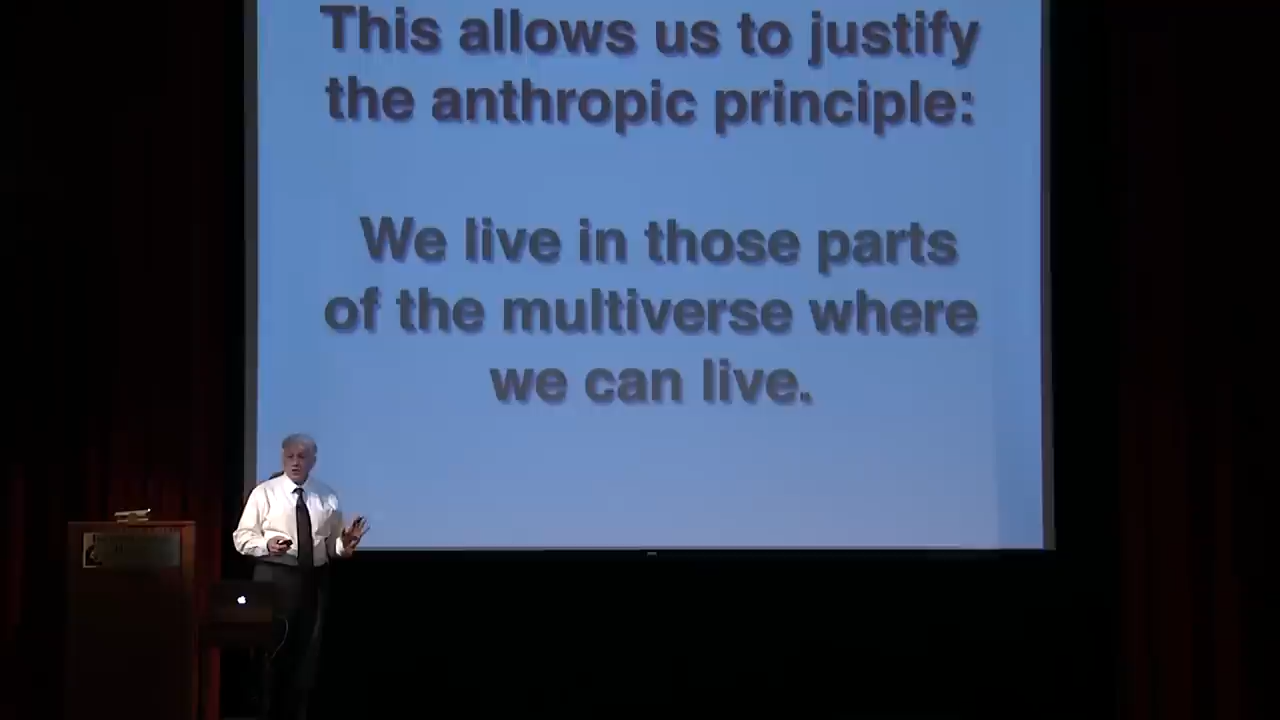 This allows us to justify
the anthropic principle:
We live in those parts
of the multiverse where
we can live.